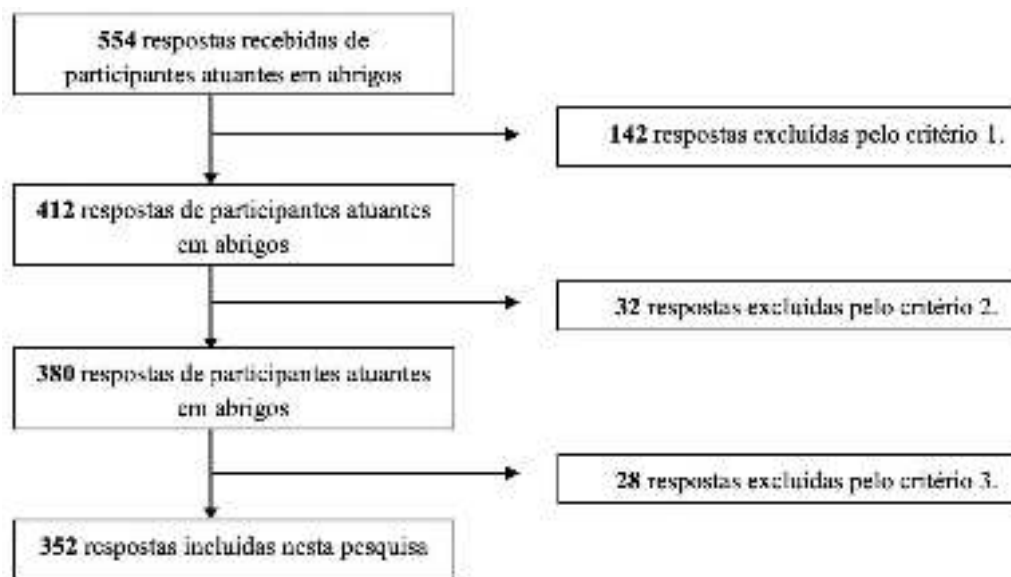 554 respostas recebidas de
participantes atuantes em abrigos
142 respostas excluídas pelo critério 1.
412 respostas de participantes atuantes
em abrigos
32 respostas excluídas pelo critério 2.
380 respostas de participantes atuantes
em abrigos
28 respostas excluídas pelo critério 3.
352 respostas incluídas nesta pesquisa